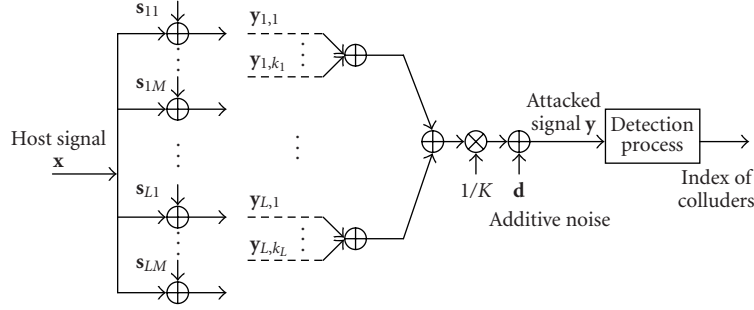 s11
s1M
Host signal
x
sL1
sLM
y1,1
y1,k1
yL,1
yL,kL
1/K
d
Additive noise
Attacked
signal y
Detection
process
Index of
colluders